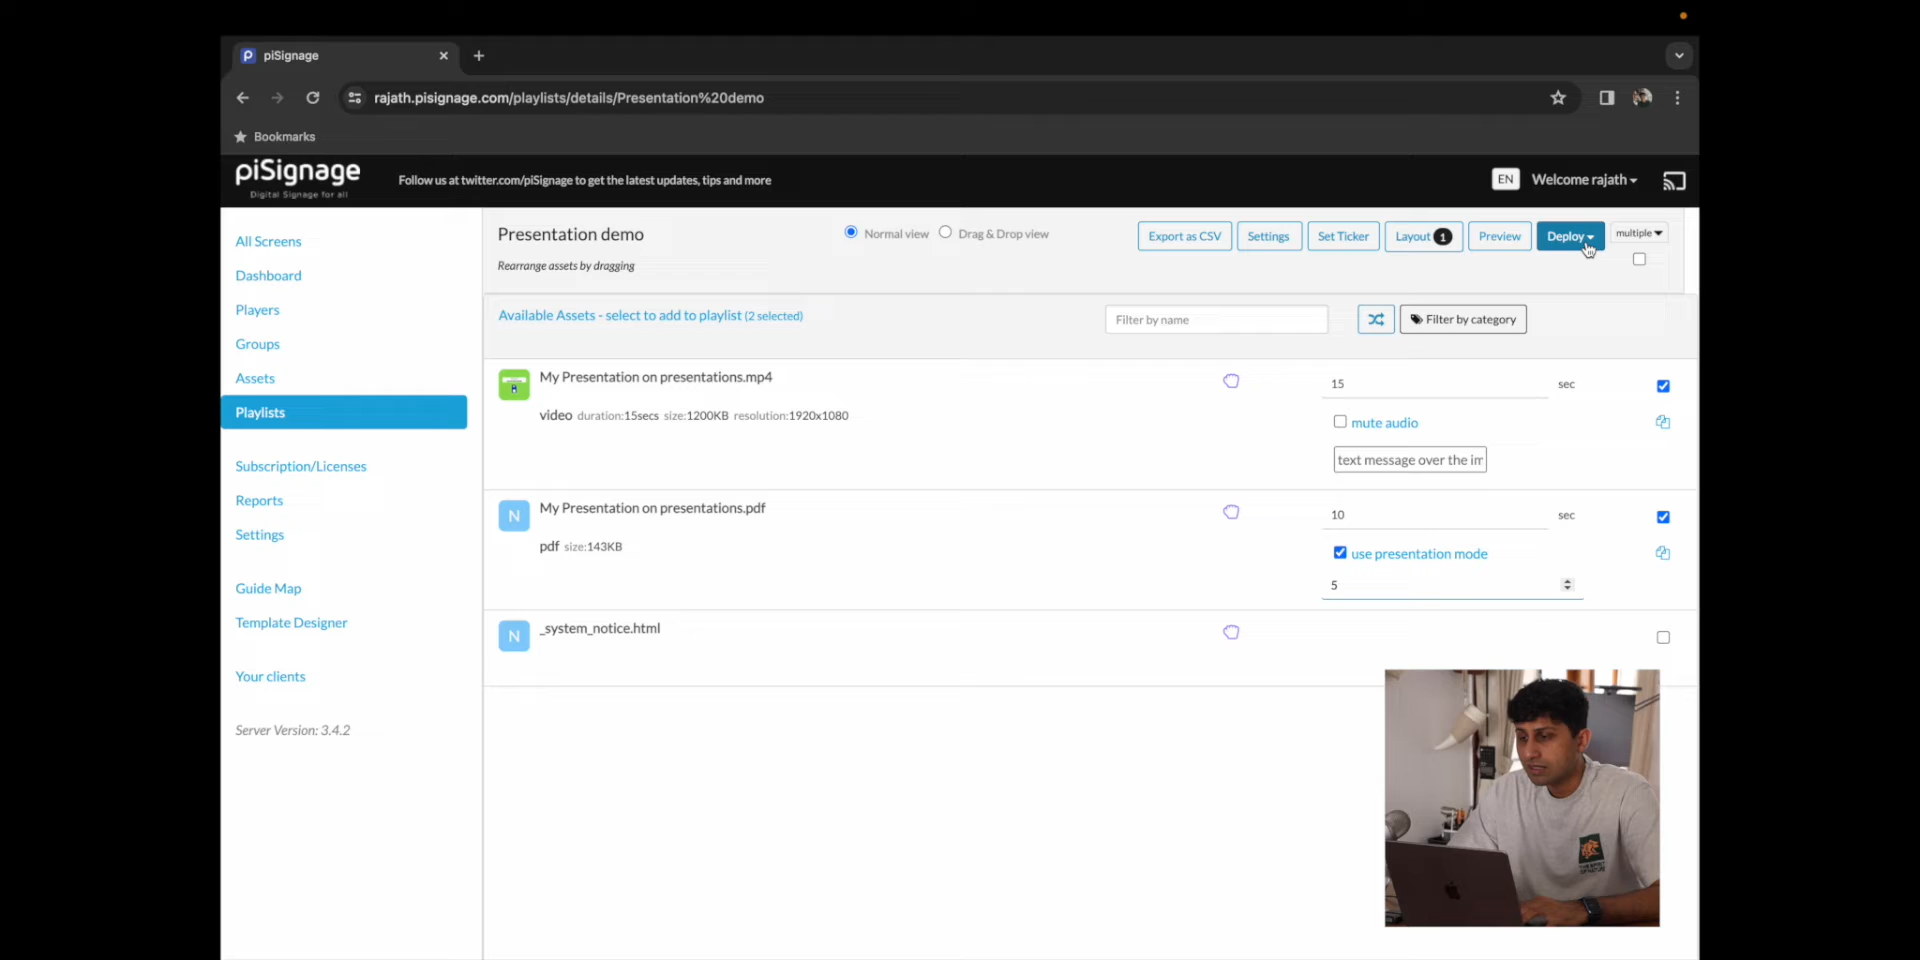 piSignage
rajath.pisignage.com/playlists/details/Presentation%20demo
Bookmarks
piSignage
Digital Signage for all
Follow us at twitter.com/piSignage to get the latest updates, tips and more
EN
Welcome rajath
All Screens
Dashboard
Players
Groups
Assets
Playlists
Subscription/Licenses
Reports
Settings
Guide Map
Template Designer
Your clients
Server Version: 3.4.2
Presentation demo
Normal view
Drag & Drop view
Export as CSV
Settings
Set Ticker
Layout 1
Preview
Deploy
multiple
Rearrange assets by dragging
Available Assets - select to add to playlist (2 selected)
Filter by name
Filter by category
My Presentation on presentations.mp4
15 sec
video duration:15secs size:1200KB resolution:1920x1080
mute audio
text message over the im
N
My Presentation on presentations.pdf
10 sec
pdf size:143KB
use presentation mode
5
N
_system_notice.html